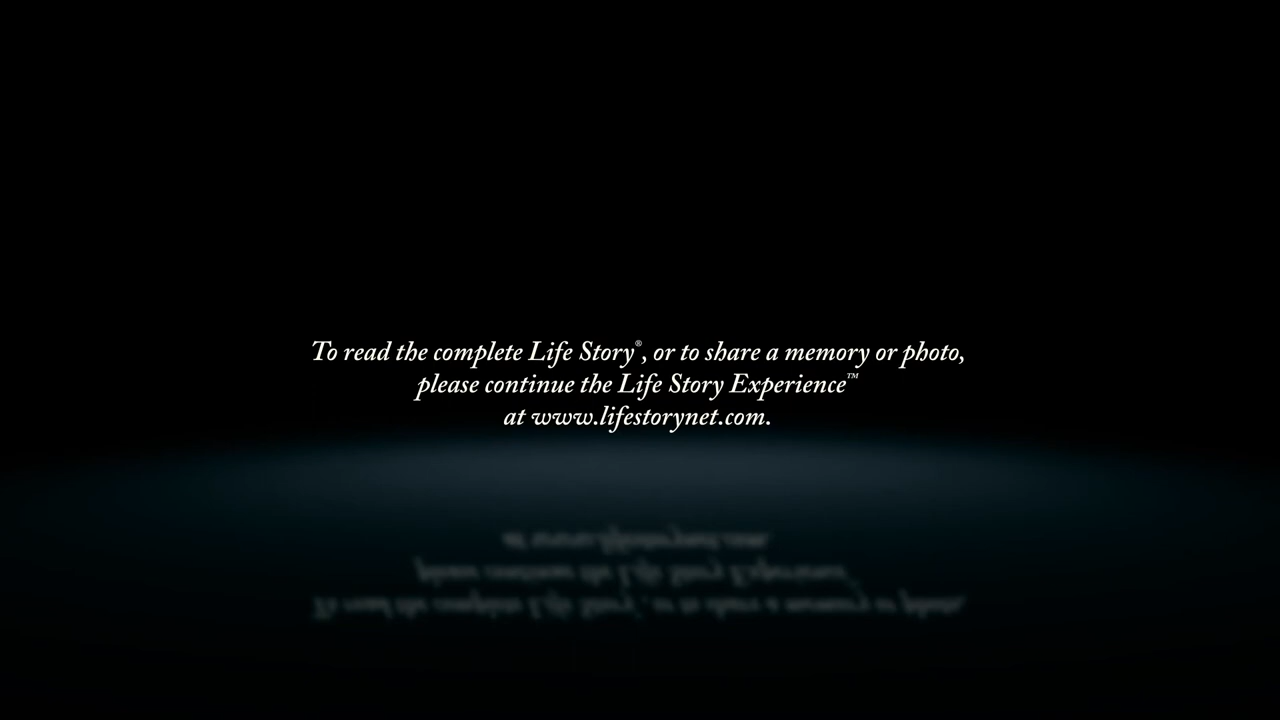 To read the complete Life Story®, or to share a memory or photo,
please continue the Life Story Experience™
at www.lifestorynet.com.